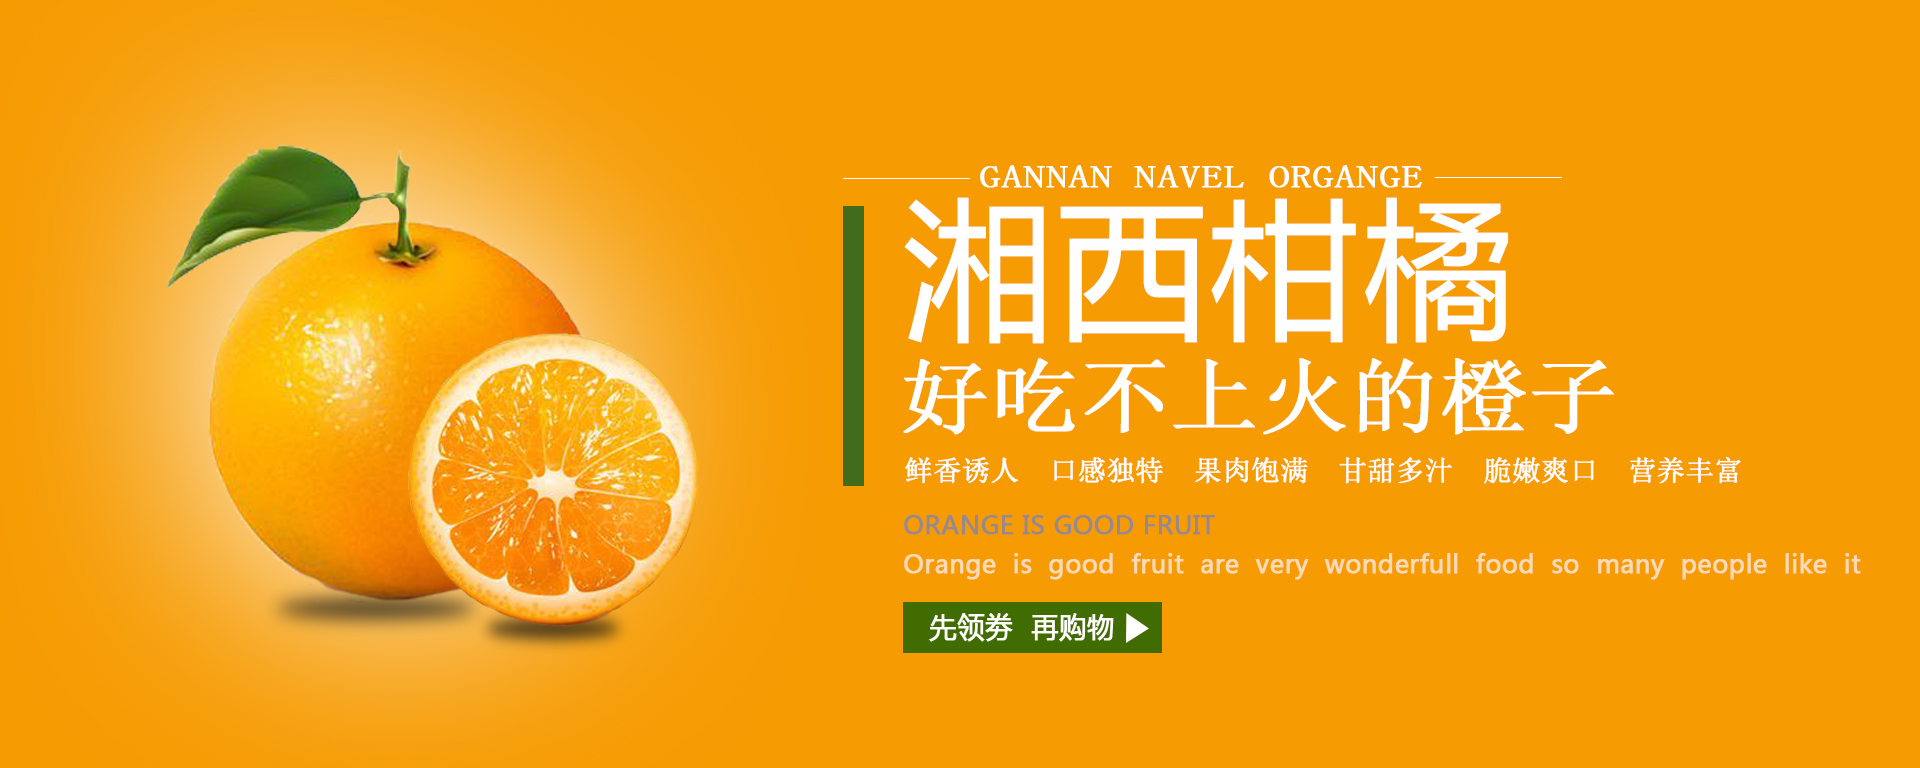 GANNAN NAVEL ORGANGE
湘西柑橘
好吃不上火的橙子
鲜香诱人 口感独特 果肉饱满 甘甜多汁 脆嫩爽口 营养丰富
ORANGE IS GOOD FRUIT
Orange is good fruit are very wonderfull food so many people like it
先领劵 再购物